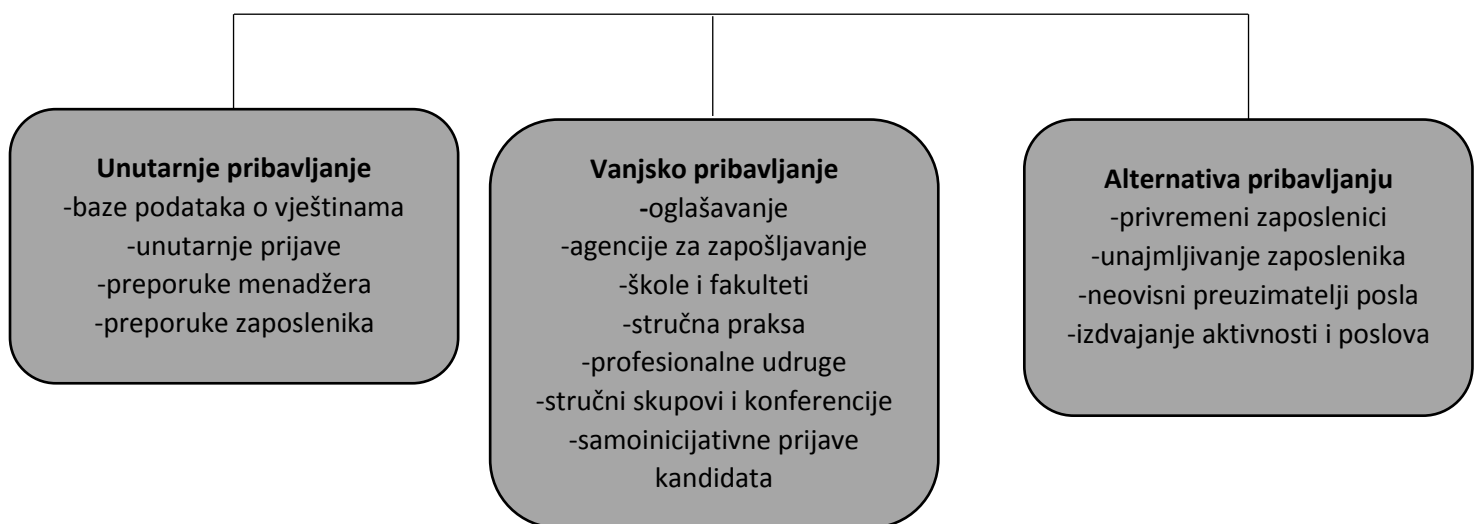 Unutarnje pribavljanje
-baze podataka o vještinama
-unutarnje prijave
-preporuke menadžera
-preporuke zaposlenika
Vanjsko pribavljanje
-oglašavanje
-agencije za zapošljavanje
-škole i fakulteti
-stručna praksa
-profesionalne udruge
-stručni skupovi i konferencije
-samoinicijativne prijave
kandidata
Alternativa pribavljanju
-privremeni zaposlenici
-unajmljivanje zaposlenika
-neovisni preuzimatelji posla
-izdvajanje aktivnosti i poslova